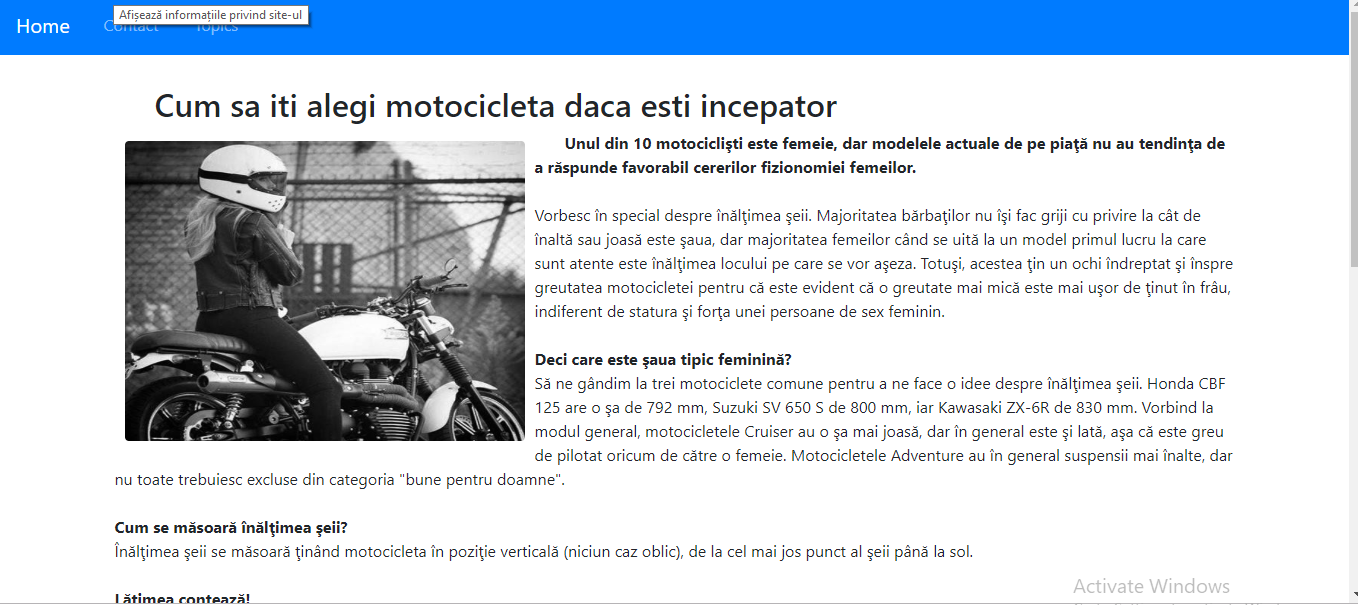 Afișează informațiile privind site-ul
Home Contact Topics
Cum sa iti alegi motocicleta daca esti incepator
Unul din 10 motociclişti este femeie, dar modelele actuale de pe piaţă nu au tendinţa de
a răspunde favorabil cererilor fizionomiei femeilor.
Vorbesc în special despre înălţimea şeii. Majoritatea bărbaţilor nu îşi fac griji cu privire la cât de
înaltă sau joasă este şaua, dar majoritatea femeilor când se uită la un model primul lucru la care
sunt atente este înălţimea locului pe care se vor aşeza. Totuşi, acestea ţin un ochi îndreptat şi înspre
greutatea motocicletei pentru că este evident că o greutate mai mică este mai uşor de ţinut în frâu,
indiferent de statura şi forţa unei persoane de sex feminin.
Deci care este şaua tipic feminină?
Să ne gândim la trei motociclete comune pentru a ne face o idee despre înălţimea şeii. Honda CBF
125 are o şa de 792 mm, Suzuki SV 650 S de 800 mm, iar Kawasaki ZX-6R de 830 mm. Vorbind la
modul general, motocicletele Cruiser au o şa mai joasă, dar în general este şi lată, aşa că este greu
de pilotat oricum de către o femeie. Motocicletele Adventure au în general suspensii mai înalte, dar
nu toate trebuiesc excluse din categoria "bune pentru doamne".
Cum se măsoară înălţimea şeii?
Înălţimea şeii se măsoară ţinând motocicleta în poziţie verticală (niciun caz oblic), de la cel mai jos punct al şeii până la sol.
Lăţimea contează!
Activate Windows